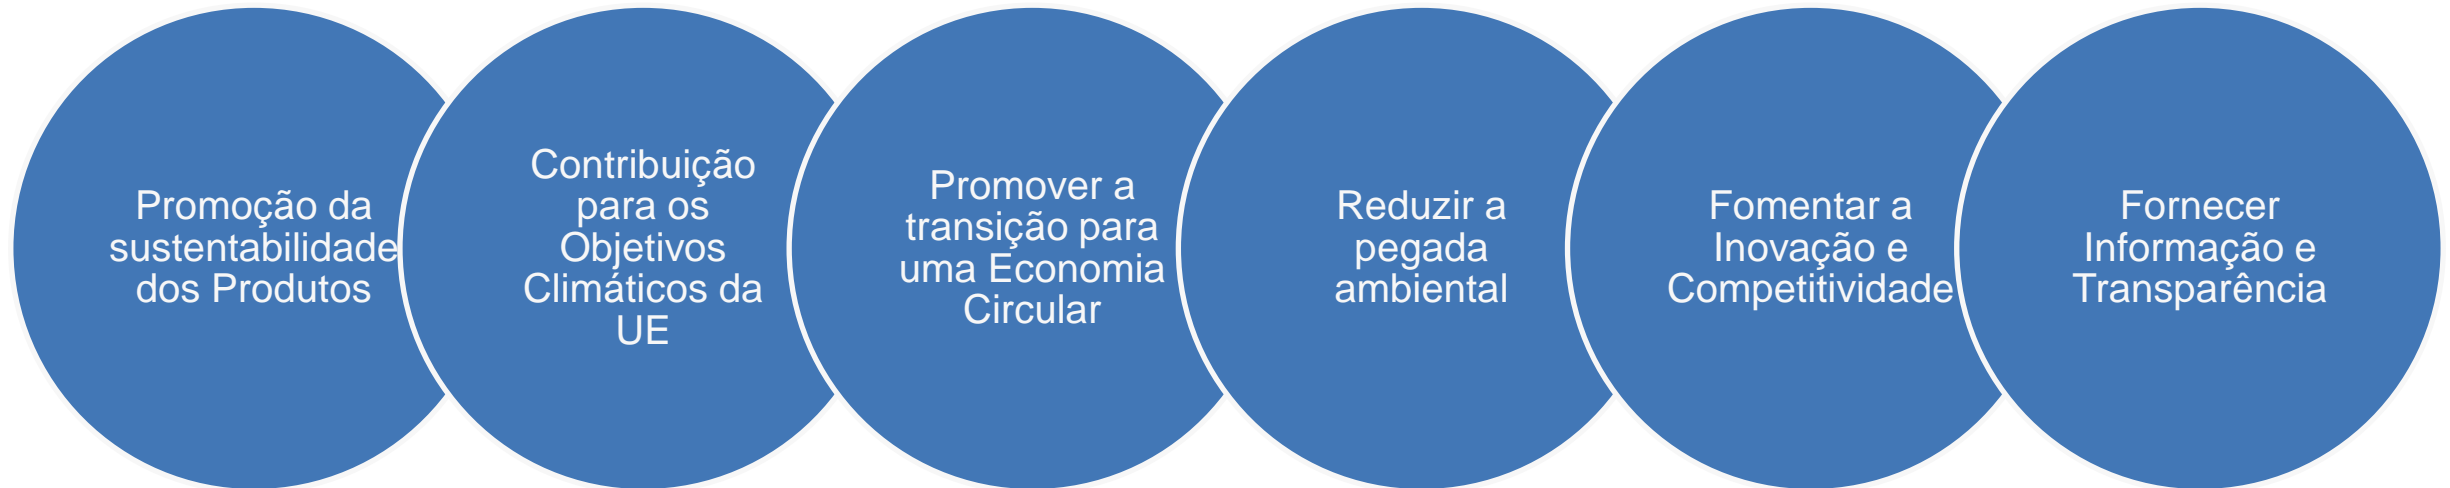 Promoção da
sustentabilidade
dos Produtos
Contribuição
para os
Objetivos
Climáticos da
UE
Promover a
transição para
uma Economia
Circular
Reduzir a
pegada
ambiental
Fomentar a
Inovação e
Competitividade
Fornecer
Informação e
Transparência